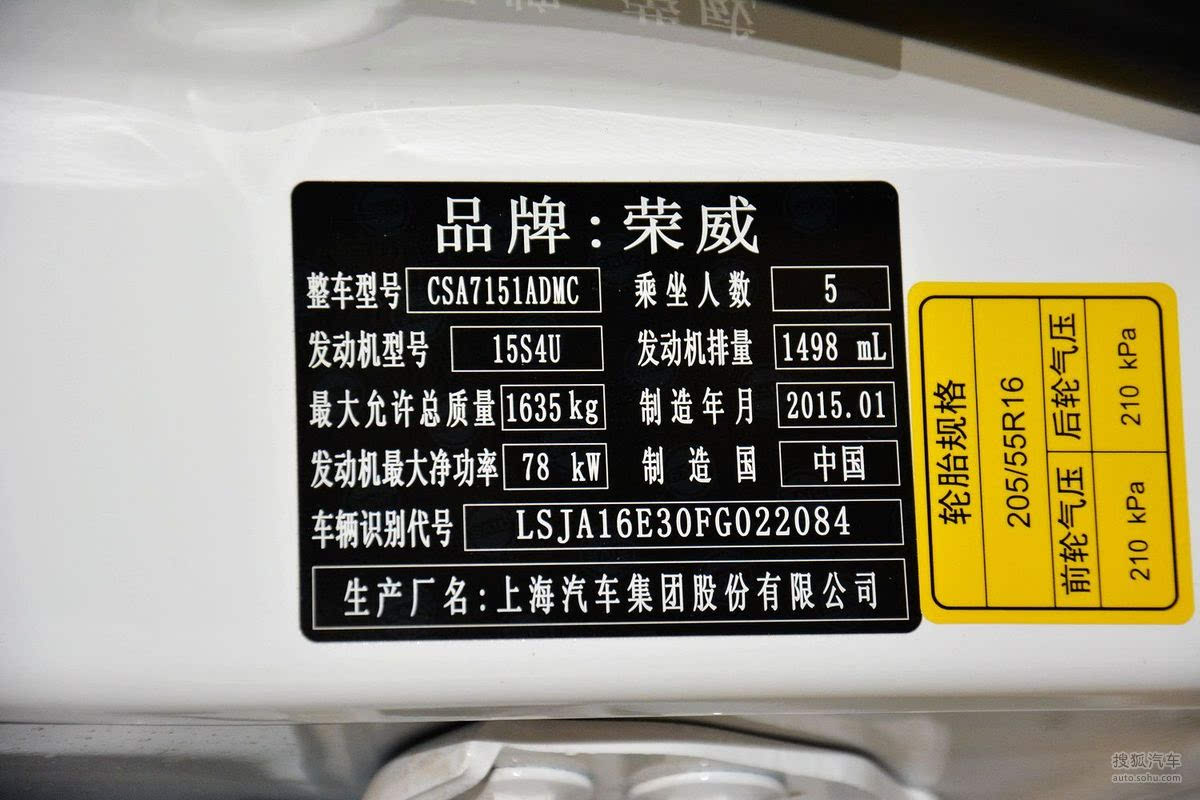 品牌:荣威
整车型号 CSA7151ADMC 乘坐人数 5
发动机型号 15S4U 发动机排量 1498 mL
最大允许总质量 1635kg 制造年月 2015.01
发动机最大净功率 78 kW 制造国 中国
车辆识别代号 LSJA16E30FG022084
生产厂名:上海汽车集团股份有限公司
轮胎规格
205/55R16
前轮气压 后轮气压
210 kPa 210 kPa
搜狐汽车
auto.sohu.com